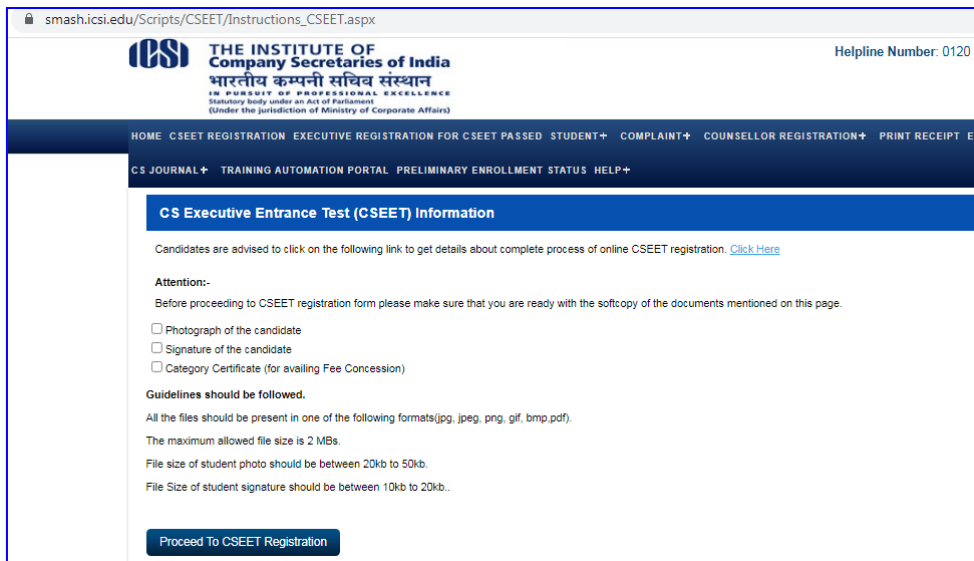 smash.icsi.edu/Scripts/CSEET/Instructions_CSEET.aspx
ICSI
THE INSTITUTE OF
Company Secretaries of India
भारतीय कम्पनी सचिव संस्थान
IN PURSUIT OF PROFESSIONAL EXCELLENCE
Statutory body under an Act of Parliament
(Under the jurisdiction of Ministry of Corporate Affairs)
Helpline Number: 0120
HOME CSEET REGISTRATION EXECUTIVE REGISTRATION FOR CSEET PASSED STUDENT+ COMPLAINT+ COUNSELLOR REGISTRATION+ PRINT RECEIPT E
CS JOURNAL+ TRAINING AUTOMATION PORTAL PRELIMINARY ENROLLMENT STATUS HELP+
CS Executive Entrance Test (CSEET) Information
Candidates are advised to click on the following link to get details about complete process of online CSEET registration. Click Here
Attention:-
Before proceeding to CSEET registration form please make sure that you are ready with the softcopy of the documents mentioned on this page.
Photograph of the candidate
Signature of the candidate
Category Certificate (for availing Fee Concession)
Guidelines should be followed.
All the files should be present in one of the following formats(jpg, jpeg, png, gif, bmp,pdf).
The maximum allowed file size is 2 MBs.
File size of student photo should be between 20kb to 50kb.
File Size of student signature should be between 10kb to 20kb..
Proceed To CSEET Registration